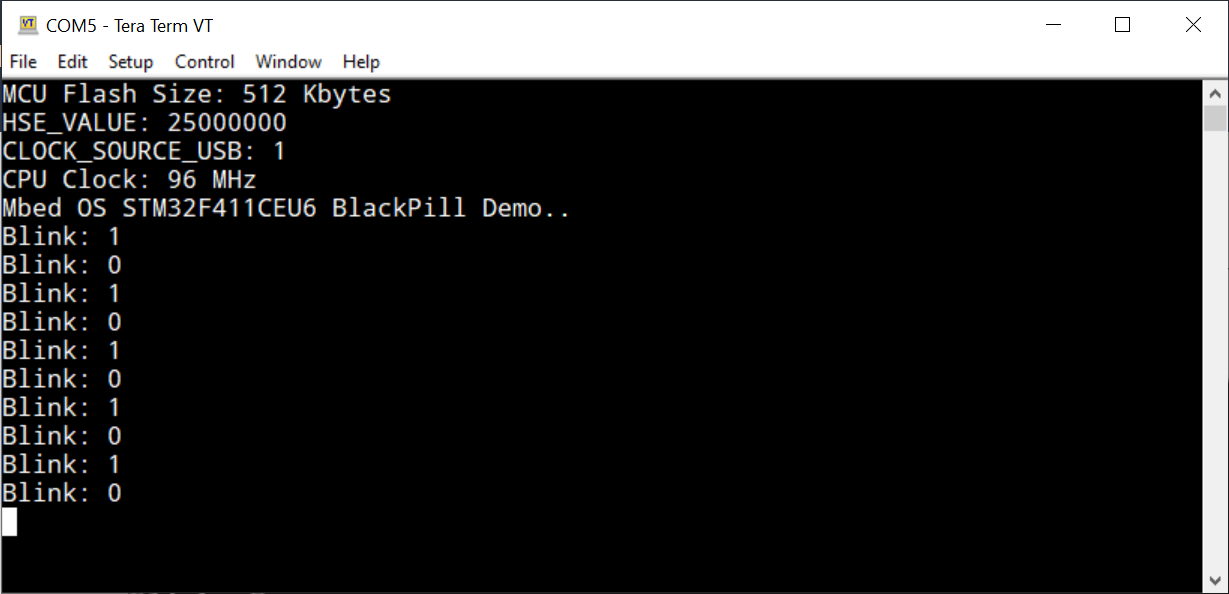 COM5 - Tera Term VT
File Edit Setup Control Window Help
MCU Flash Size: 512 Kbytes
HSE_VALUE: 25000000
CLOCK_SOURCE_USB: 1
CPU Clock: 96 MHz
Mbed OS STM32F411CEU6 BlackPill Demo..
Blink: 1
Blink: 0
Blink: 1
Blink: 0
Blink: 1
Blink: 0
Blink: 1
Blink: 0
Blink: 1
Blink: 0